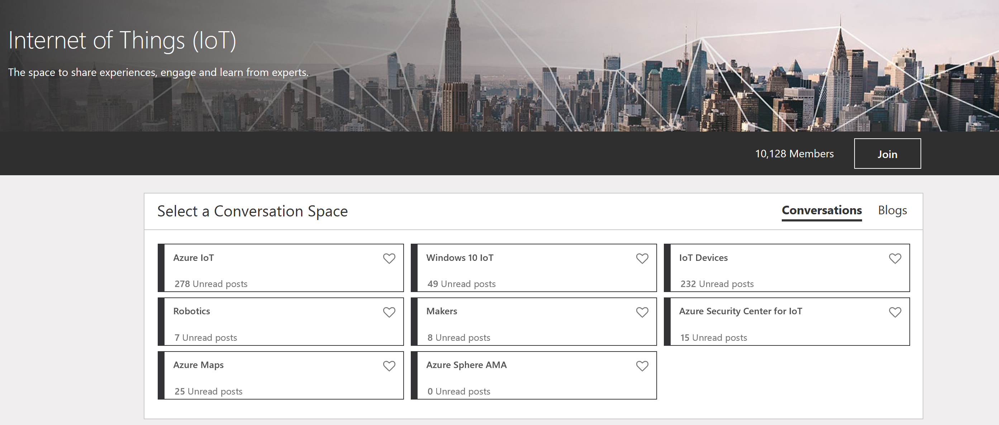 Internet of Things (IoT)
The space to share experiences, engage and learn from experts.
10,128 Members
Join
Select a Conversation Space
Conversations
Blogs
Azure IoT
278 Unread posts
Windows 10 IoT
49 Unread posts
IoT Devices
232 Unread posts
Robotics
7 Unread posts
Makers
8 Unread posts
Azure Security Center for IoT
15 Unread posts
Azure Maps
25 Unread posts
Azure Sphere AMA
0 Unread posts